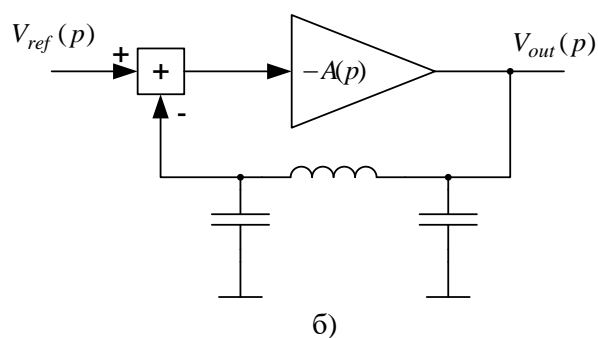 V_ref(p)
+
+
-
−A(p)
V_out(p)
б)